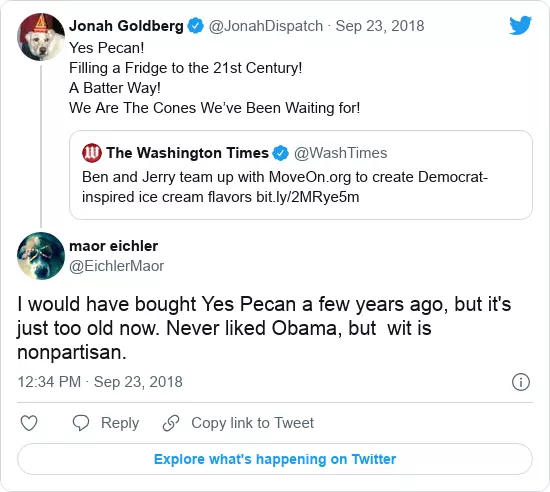 Jonah Goldberg @JonahDispatch · Sep 23, 2018
Yes Pecan!
Filling a Fridge to the 21st Century!
A Batter Way!
We Are The Cones We’ve Been Waiting for!
The Washington Times @WashTimes
Ben and Jerry team up with MoveOn.org to create Democrat-
inspired ice cream flavors bit.ly/2MRye5m
maor eichler
@EichlerMaor
I would have bought Yes Pecan a few years ago, but it's
just too old now. Never liked Obama, but  wit is
nonpartisan.
12:34 PM · Sep 23, 2018
Reply Copy link to Tweet
Explore what's happening on Twitter